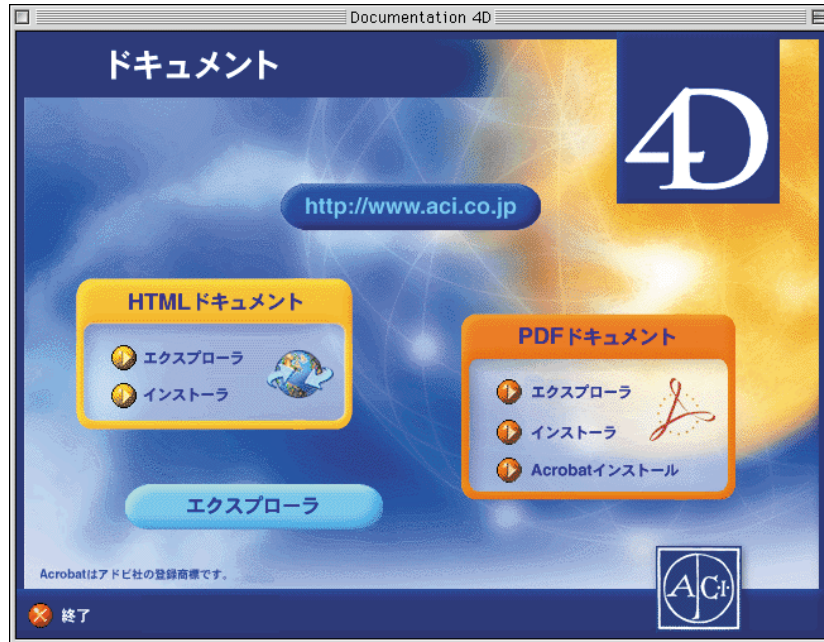 Documentation 4D
ドキュメント
4D
http://www.aci.co.jp
HTMLドキュメント
エクスプローラ
インストーラ
PDFドキュメント
エクスプローラ
インストーラ
Acrobatインストール
エクスプローラ
Acrobatはアドビ社の登録商標です。
ACI
終了